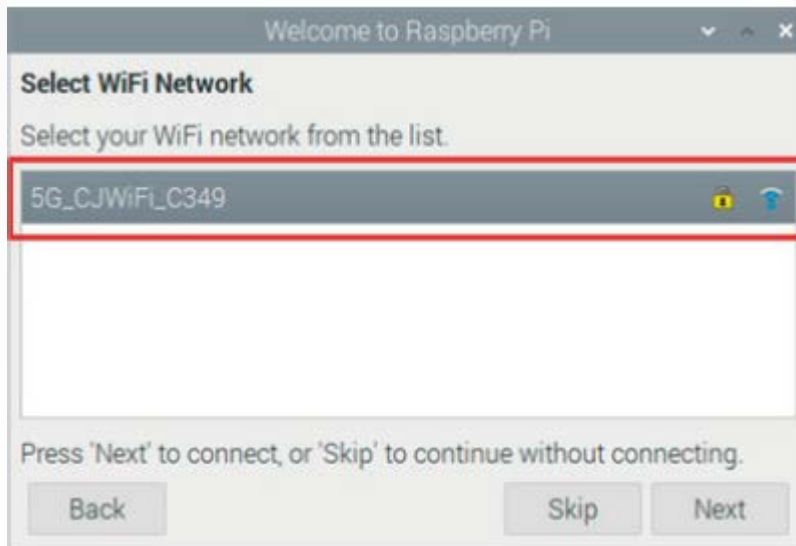 Welcome to Raspberry Pi
Select WiFi Network
Select your WiFi network from the list.
5G_CJWiFi_C349
Press 'Next' to connect, or 'Skip' to continue without connecting.
Back Skip Next